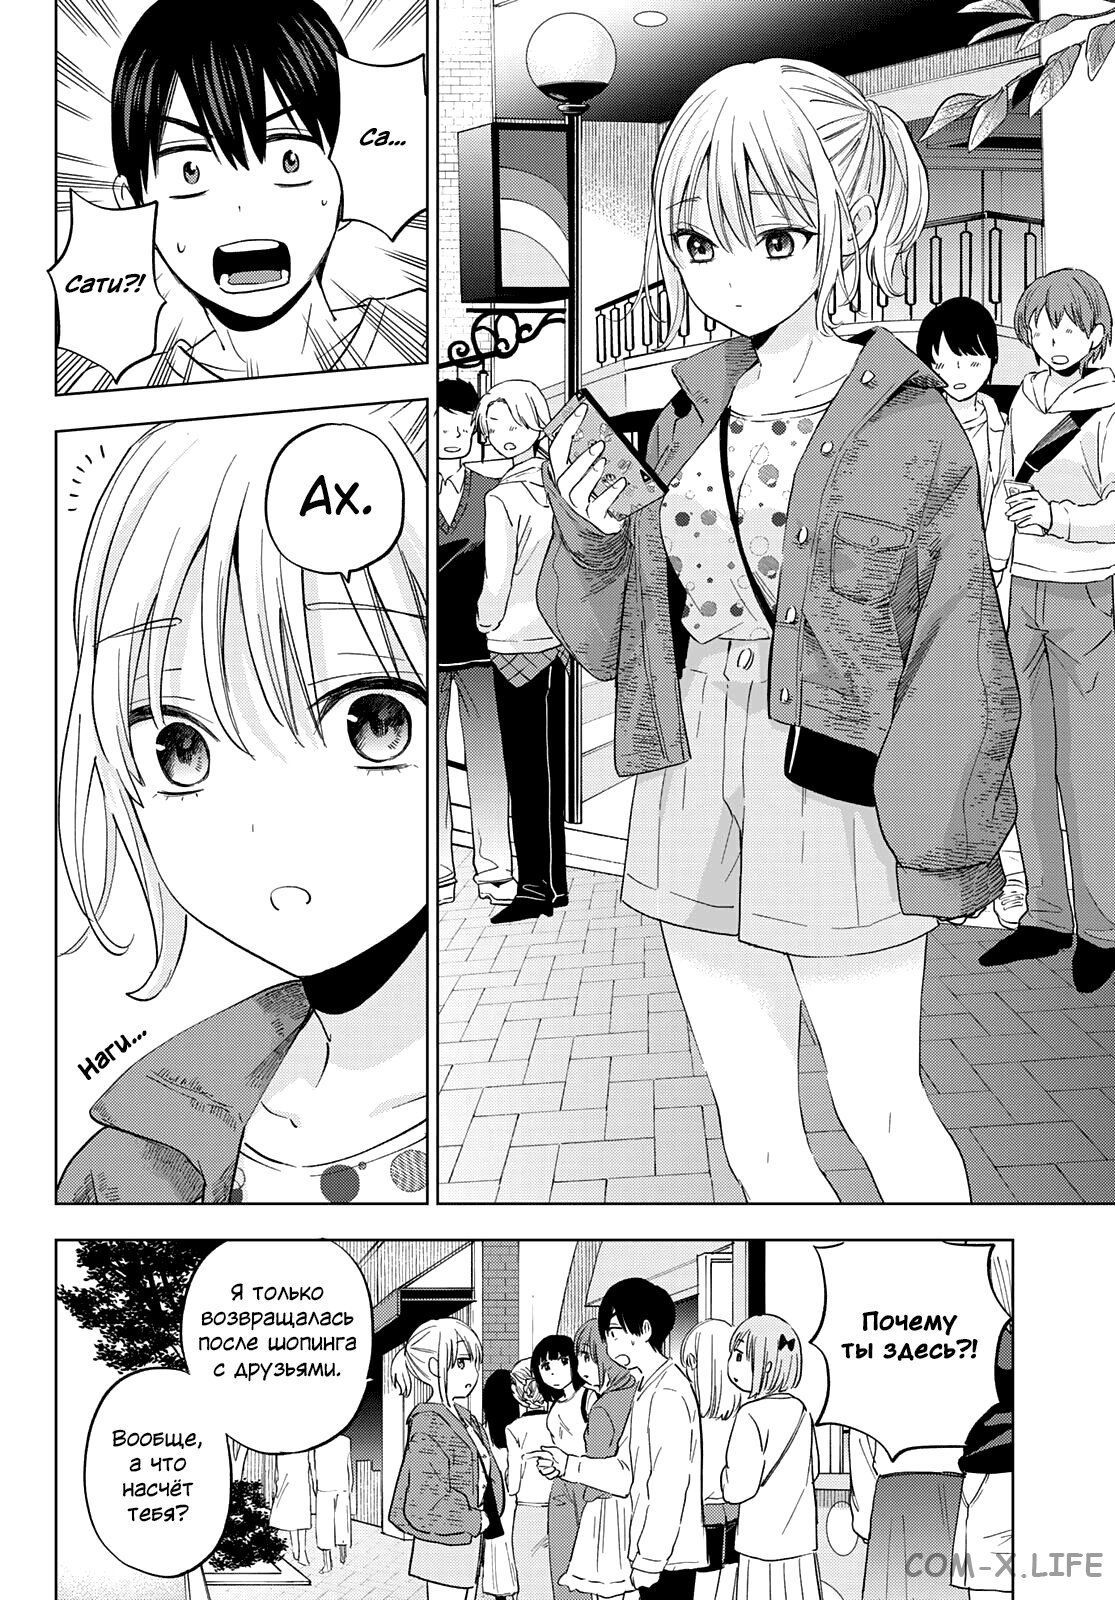 Са...
Сати?!
Ах.
Наги...
Почему
ты здесь?!
Я только
возвращалась
после шопинга
с друзьями.
Вообще,
а что
насчёт
тебя?
COM-X.LIFE